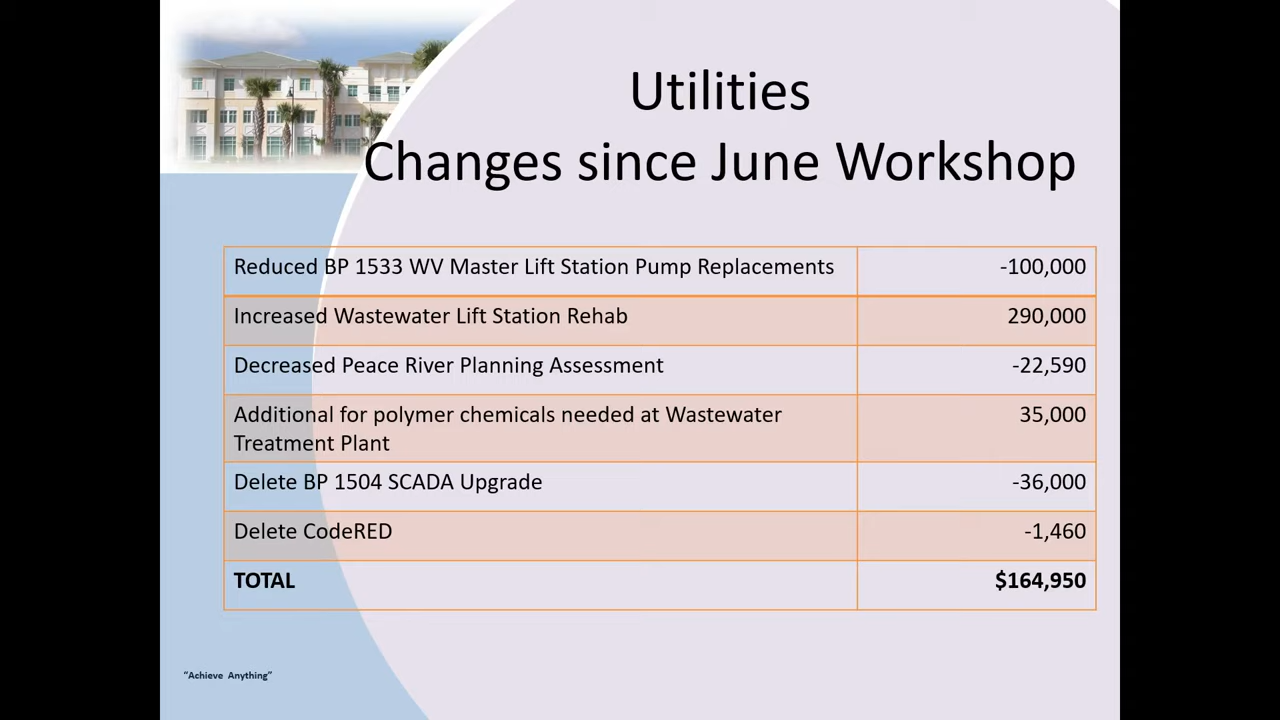 Utilities
Changes since June Workshop
Reduced BP 1533 WV Master Lift Station Pump Replacements -100,000
Increased Wastewater Lift Station Rehab 290,000
Decreased Peace River Planning Assessment -22,590
Additional for polymer chemicals needed at Wastewater 35,000
Treatment Plant
Delete BP 1504 SCADA Upgrade -36,000
Delete CodeRED -1,460
TOTAL $164,950
“Achieve Anything”